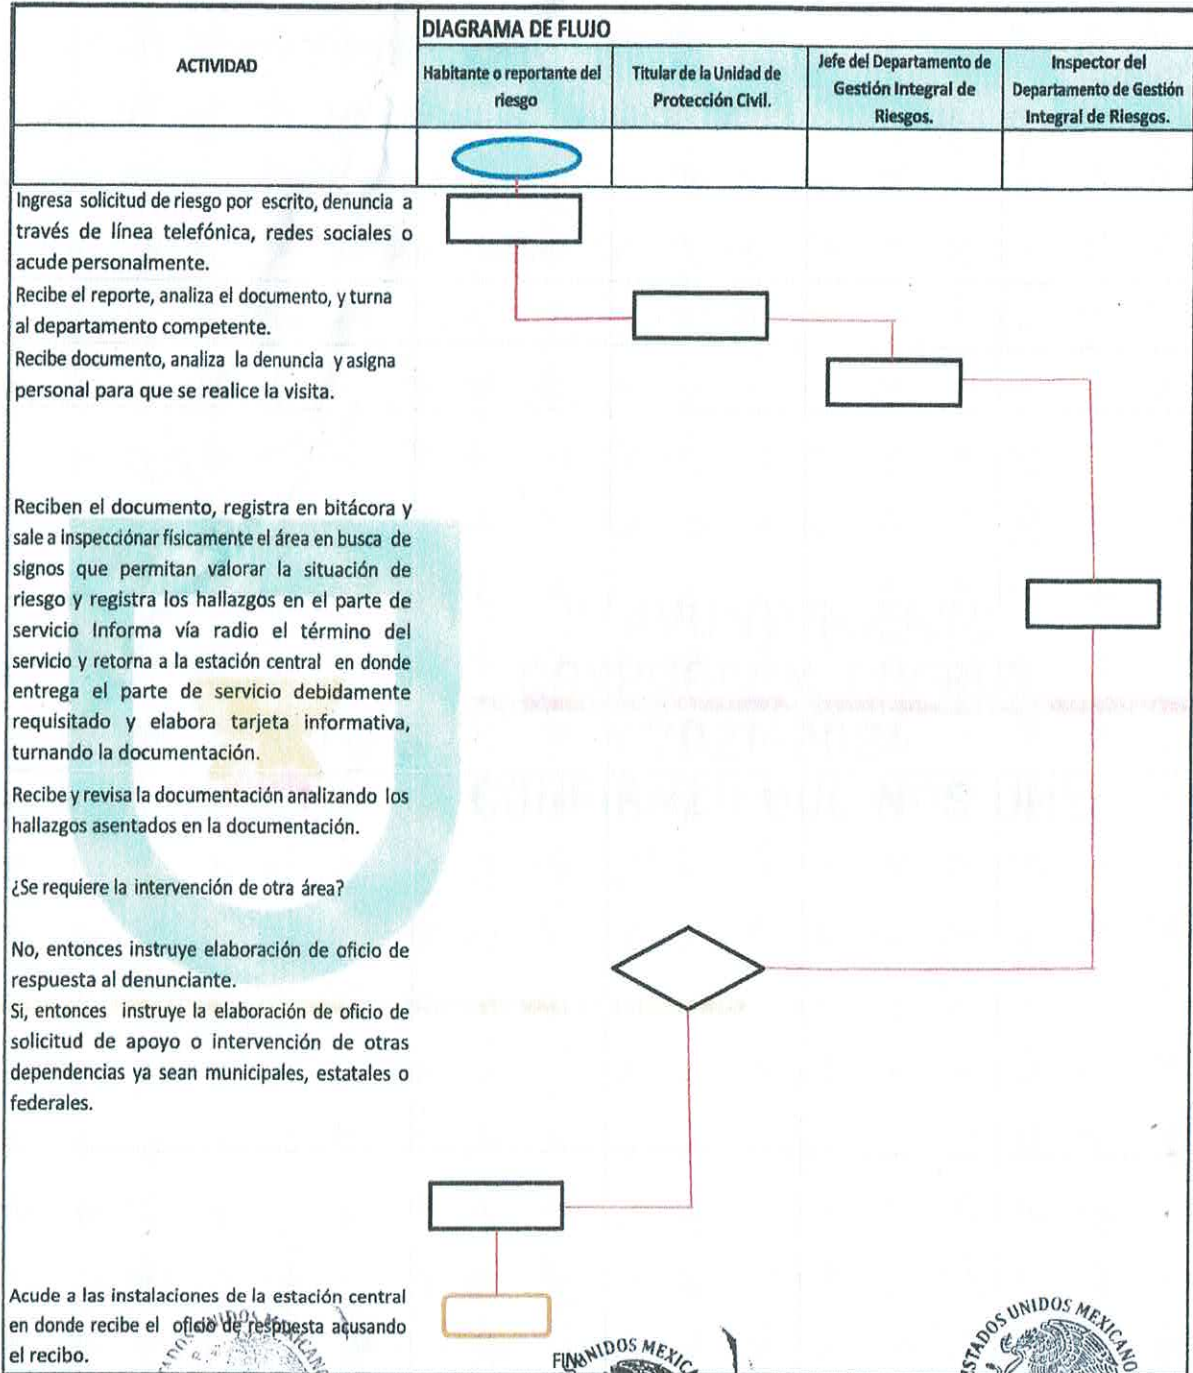 DIAGRAMA DE FLUJO
ACTIVIDAD
Habitante o reportante del
riesgo
Titular de la Unidad de
Protección Civil.
Jefe del Departamento de
Gestión Integral de
Riesgos.
Inspector del
Departamento de Gestión
Integral de Riesgos.
Ingresa solicitud de riesgo por escrito, denuncia a
través de línea telefónica, redes sociales o
acude personalmente.
Recibe el reporte, analiza el documento, y turna
al departamento competente.
Recibe documento, analiza la denuncia y asigna
personal para que se realice la visita.
Reciben el documento, registra en bitácora y
sale a inspecciónar físicamente el área en busca de
signos que permitan valorar la situación de
riesgo y registra los hallazgos en el parte de
servicio Informa vía radio el término del
servicio y retorna a la estación central en donde
entrega el parte de servicio debidamente
requisitado y elabora tarjeta informativa,
turnando la documentación.
Recibe y revisa la documentación analizando los
hallazgos asentados en la documentación.
¿Se requiere la intervención de otra área?
No, entonces instruye elaboración de oficio de
respuesta al denunciante.
Si, entonces instruye la elaboración de oficio de
solicitud de apoyo o intervención de otras
dependencias ya sean municipales, estatales o
federales.
Acude a las instalaciones de la estación central
en donde recibe el oficio de respuesta acusando
el recibo.
UNIDOS MEXICA
ESTADOS UNIDOS MEXICANO